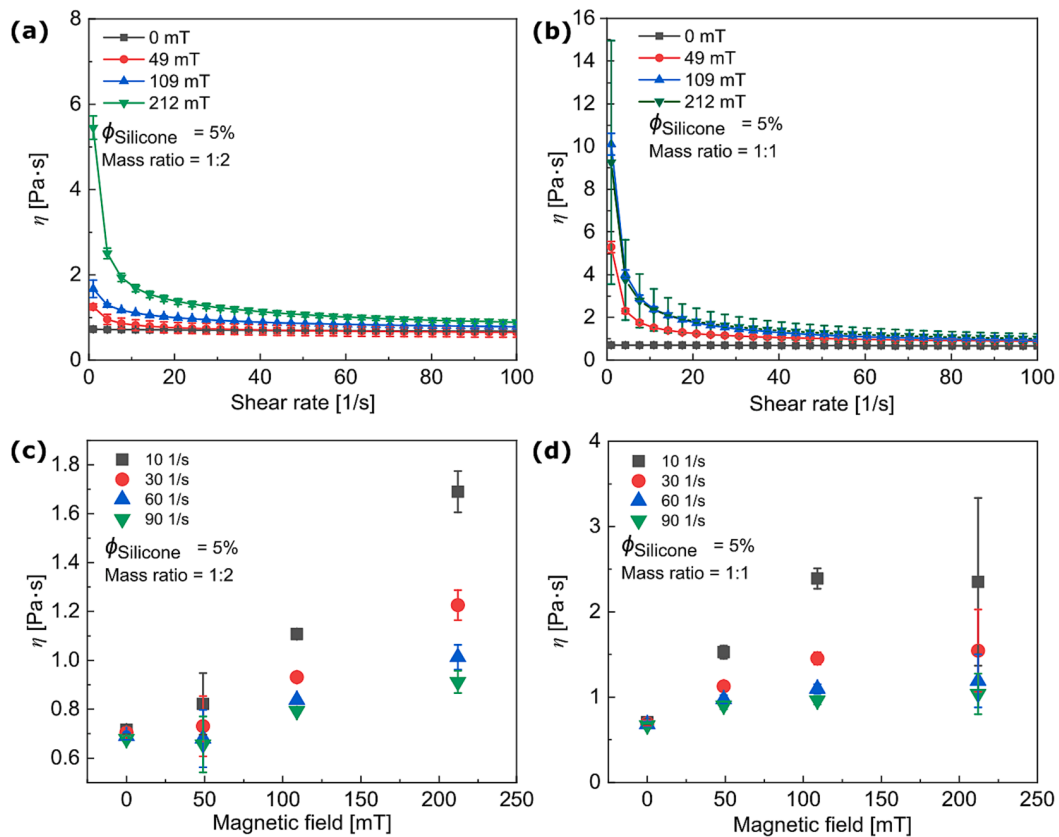 (a)
8
6
4
2
0
η [Pa·s]
0 mT
49 mT
109 mT
212 mT
ϕSilicone = 5%
Mass ratio = 1:2
0 20 40 60 80 100
Shear rate [1/s]
(b)
16
14
12
10
8
6
4
2
0
η [Pa·s]
0 mT
49 mT
109 mT
212 mT
ϕSilicone = 5%
Mass ratio = 1:1
0 20 40 60 80 100
Shear rate [1/s]
(c)
1.8
1.6
1.4
1.2
1.0
0.8
0.6
η [Pa·s]
10 1/s
30 1/s
60 1/s
90 1/s
ϕSilicone = 5%
Mass ratio = 1:2
0 50 100 150 200 250
Magnetic field [mT]
(d)
4
3
2
1
0
η [Pa·s]
10 1/s
30 1/s
60 1/s
90 1/s
ϕSilicone = 5%
Mass ratio = 1:1
0 50 100 150 200 250
Magnetic field [mT]